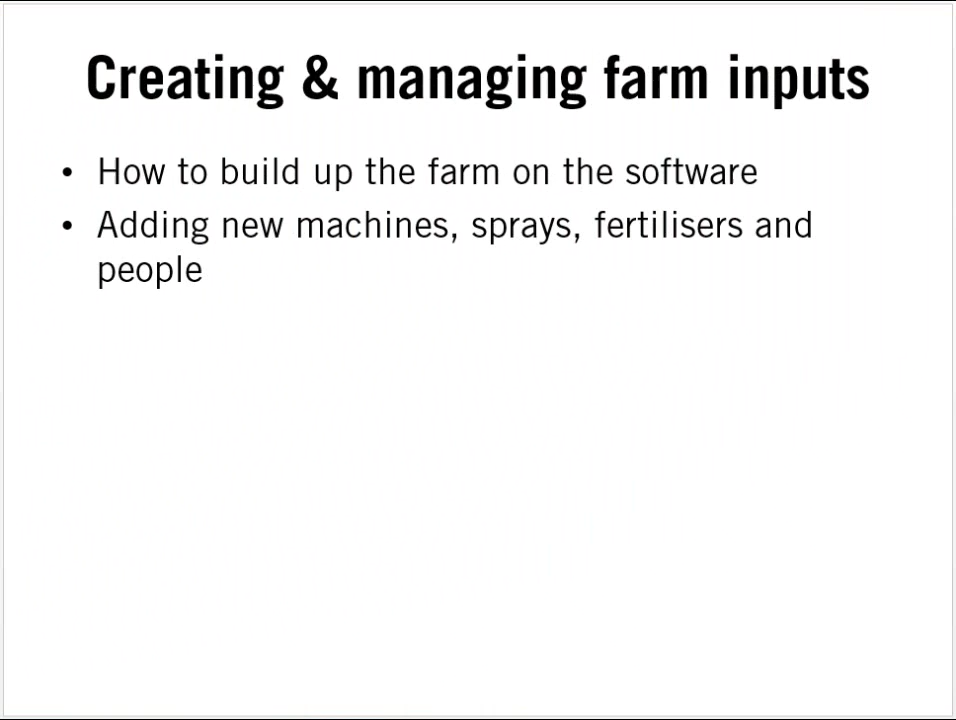 Creating & managing farm inputs
• How to build up the farm on the software
• Adding new machines, sprays, fertilisers and
people